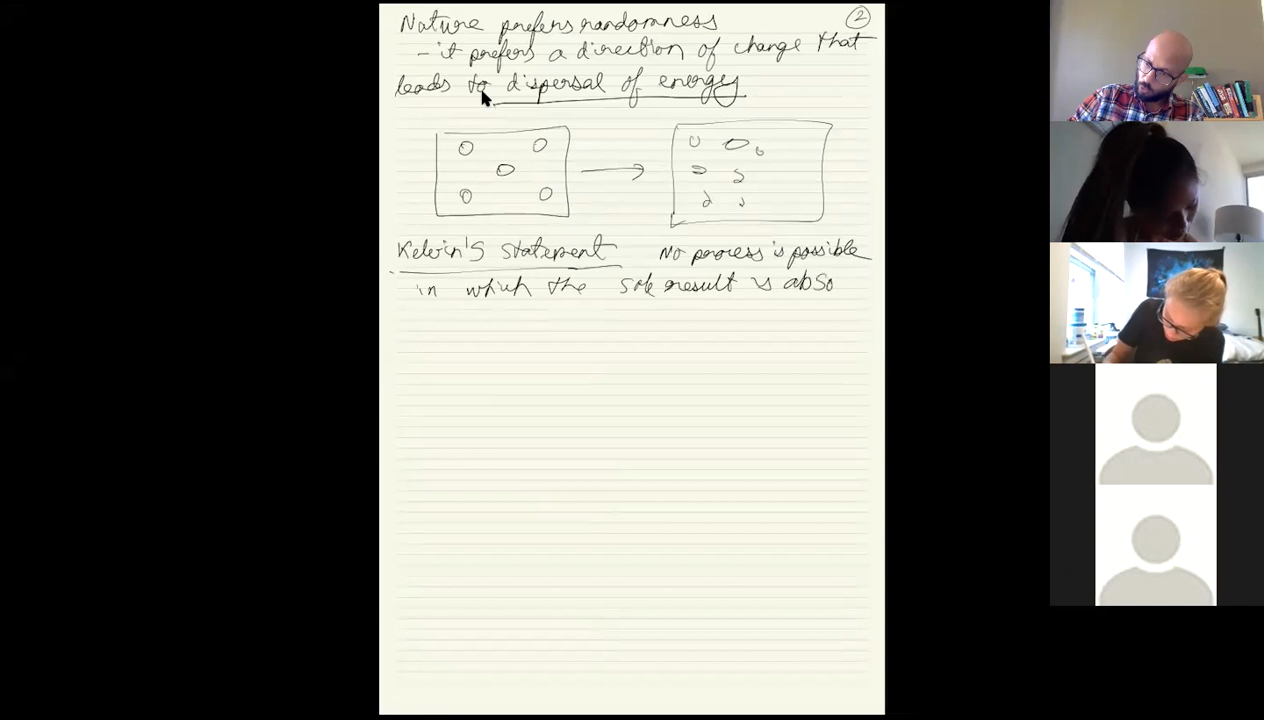 Nature prefers randomness
②
- it prefers a direction of change that
leads to dispersal of energy
Kelvin's statement No process is possible
in which the sole result is abso